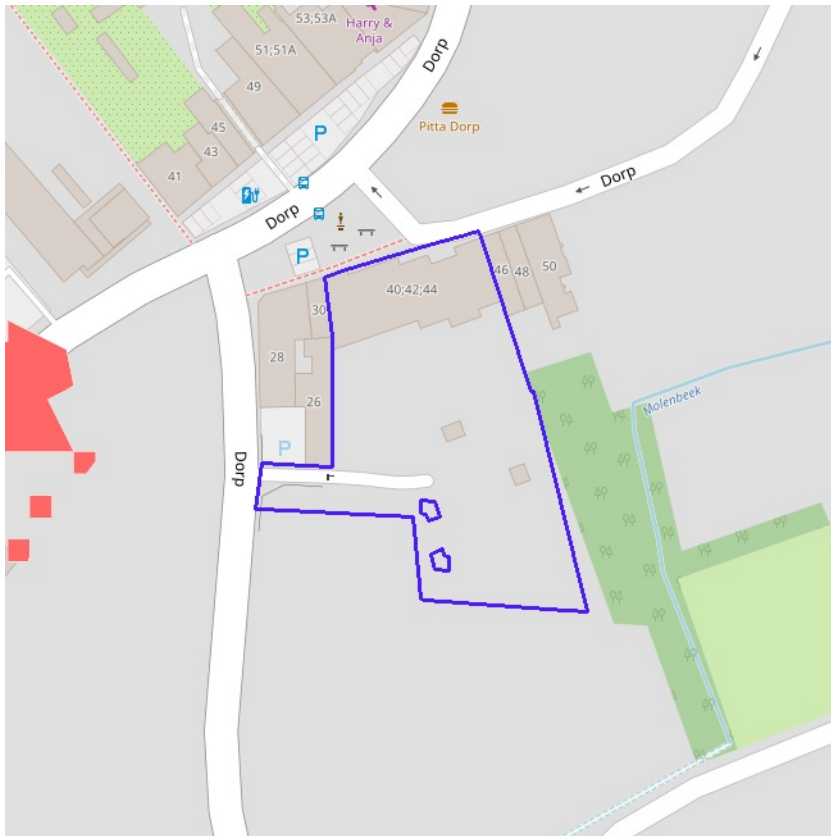 53;53A
Harry &
Anja
51;51A
Dorp
49
P
Pitta Dorp
45
43
41
Dorp
Dorp
P
40;42;44
46
48
50
30
28
26
Molenbeek
P
Dorp